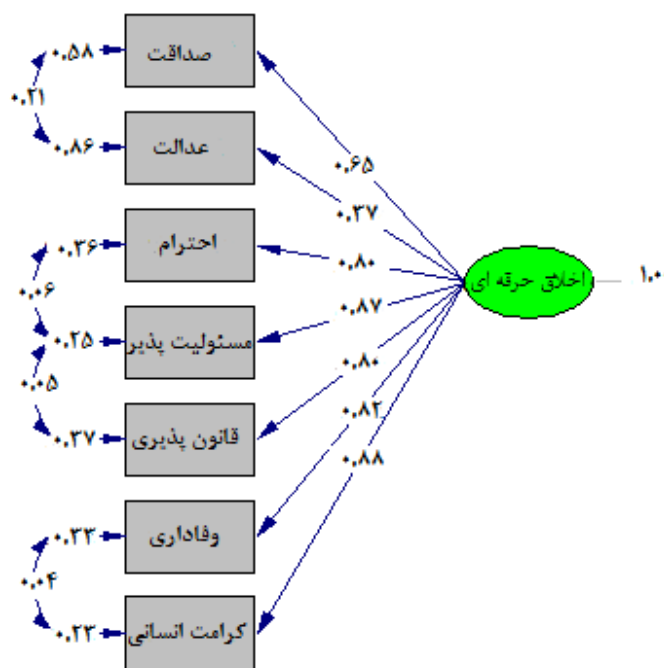 ۰٫۵۸
صداقت
۰٫۲۱
۰٫۸۶
عدالت
۰٫۶۵
۰٫۳۷
۰٫۳۶
احترام
۰٫۸۰
اخلاق حرقه ای
۱٫۰
۰٫۰۶
۰٫۸۷
۰٫۲۵
مسئولیت پذیر
۰٫۸۰
۰٫۰۵
۰٫۸۲
۰٫۳۷
قانون پذیری
۰٫۸۸
۰٫۳۳
وفاداری
۰٫۰۴
۰٫۲۳
کرامت انسانی